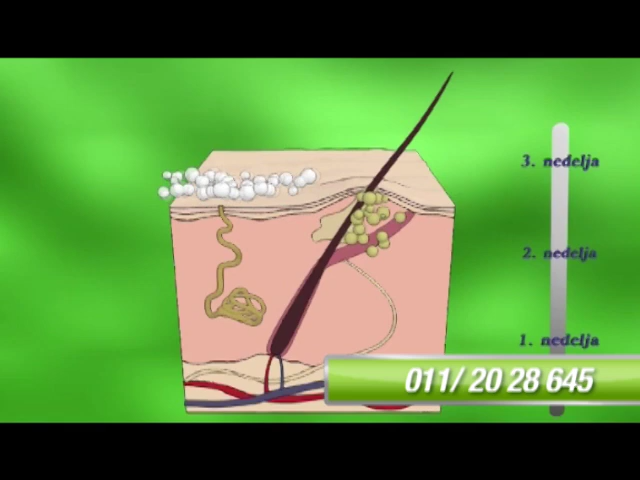 3. nedelja
2. nedelja
1. nedelja
011/ 20 28 645